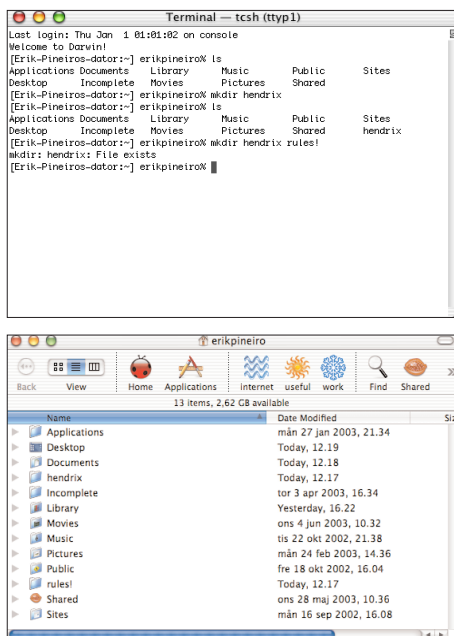 Terminal — tcsh (ttyp1)
Last login: Thu Jan  1 01:01:02 on console
Welcome to Darwin!
[Erik-Pineiros-dator:~] erikpineiro% ls
Applications Documents    Library      Music        Public       Sites
Desktop      Incomplete   Movies       Pictures     Shared
[Erik-Pineiros-dator:~] erikpineiro% mkdir hendrix
[Erik-Pineiros-dator:~] erikpineiro% ls
Applications Documents    Library      Music        Public       Sites
Desktop      Incomplete   Movies       Pictures     Shared       hendrix
[Erik-Pineiros-dator:~] erikpineiro% mkdir hendrix rules!
mkdir: hendrix: File exists
[Erik-Pineiros-dator:~] erikpineiro%
erikpineiro
Back View Home Applications internet useful work Find Shared
13 items, 2,62 GB available
Name Date Modified
Applications mån 27 jan 2003, 21.34
Desktop Today, 12.19
Documents Today, 12.18
hendrix Today, 12.17
Incomplete tor 3 apr 2003, 16.34
Library Yesterday, 16.22
Movies ons 4 jun 2003, 10.32
Music tis 22 okt 2002, 21.38
Pictures mån 24 feb 2003, 14.36
Public fre 18 okt 2002, 16.04
rules! Today, 12.17
Shared ons 28 maj 2003, 10.36
Sites mån 16 sep 2002, 16.08